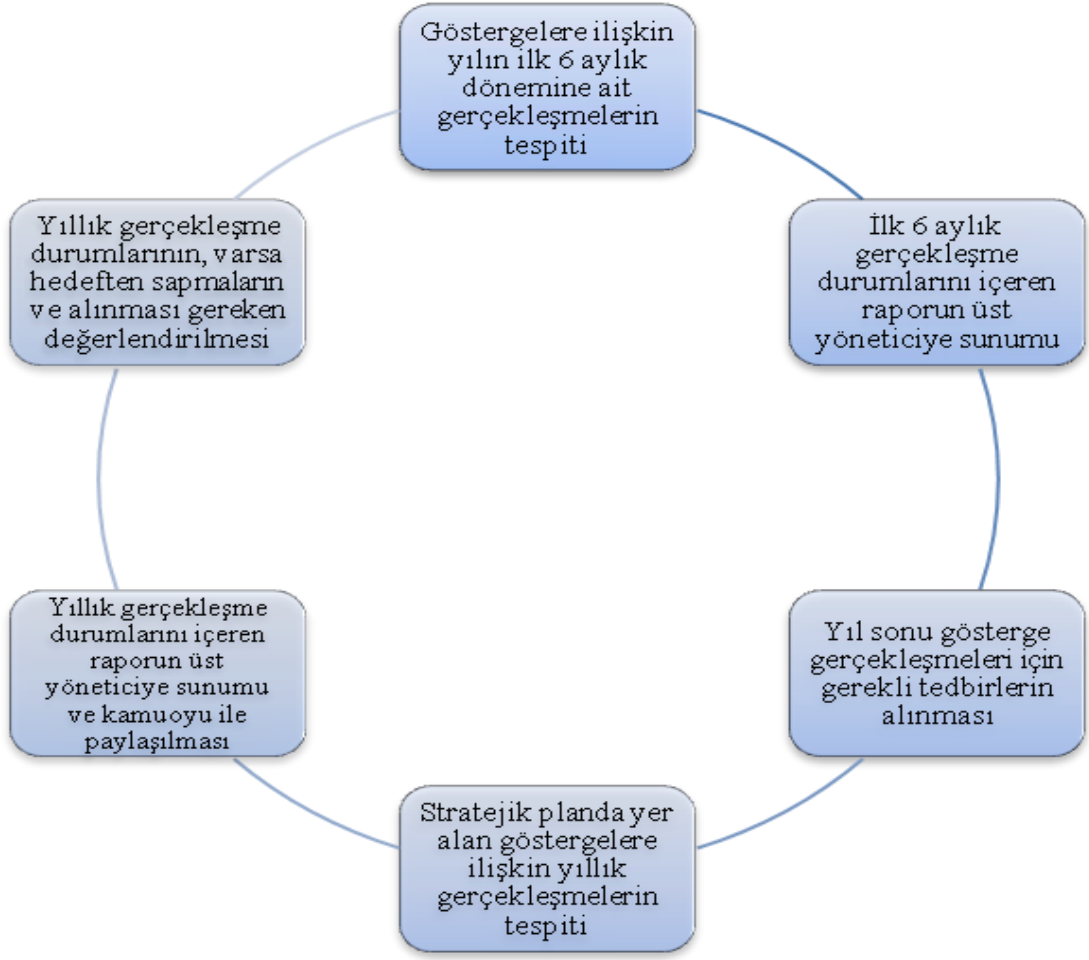 Göstergelere ilişkin
yılın ilk 6 aylık
dönemine ait
gerçekleşmelerin
tespiti
İlk 6 aylık
gerçekleşme
durumlarını içeren
raporun üst
yöneticiye sunumu
Yıl sonu gösterge
gerçekleşmeleri için
gerekli tedbirlerin
alınması
Stratejik planda yer
alan göstergelere
ilişkin yıllık
gerçekleşmelerin
tespiti
Yıllık gerçekleşme
durumlarını içeren
raporun üst
yöneticiye sunumu
ve kamuoyu ile
paylaşılması
Yıllık gerçekleşme
durumlarının, varsa
hedeften sapmaların
ve alınması gereken
değerlendirilmesi